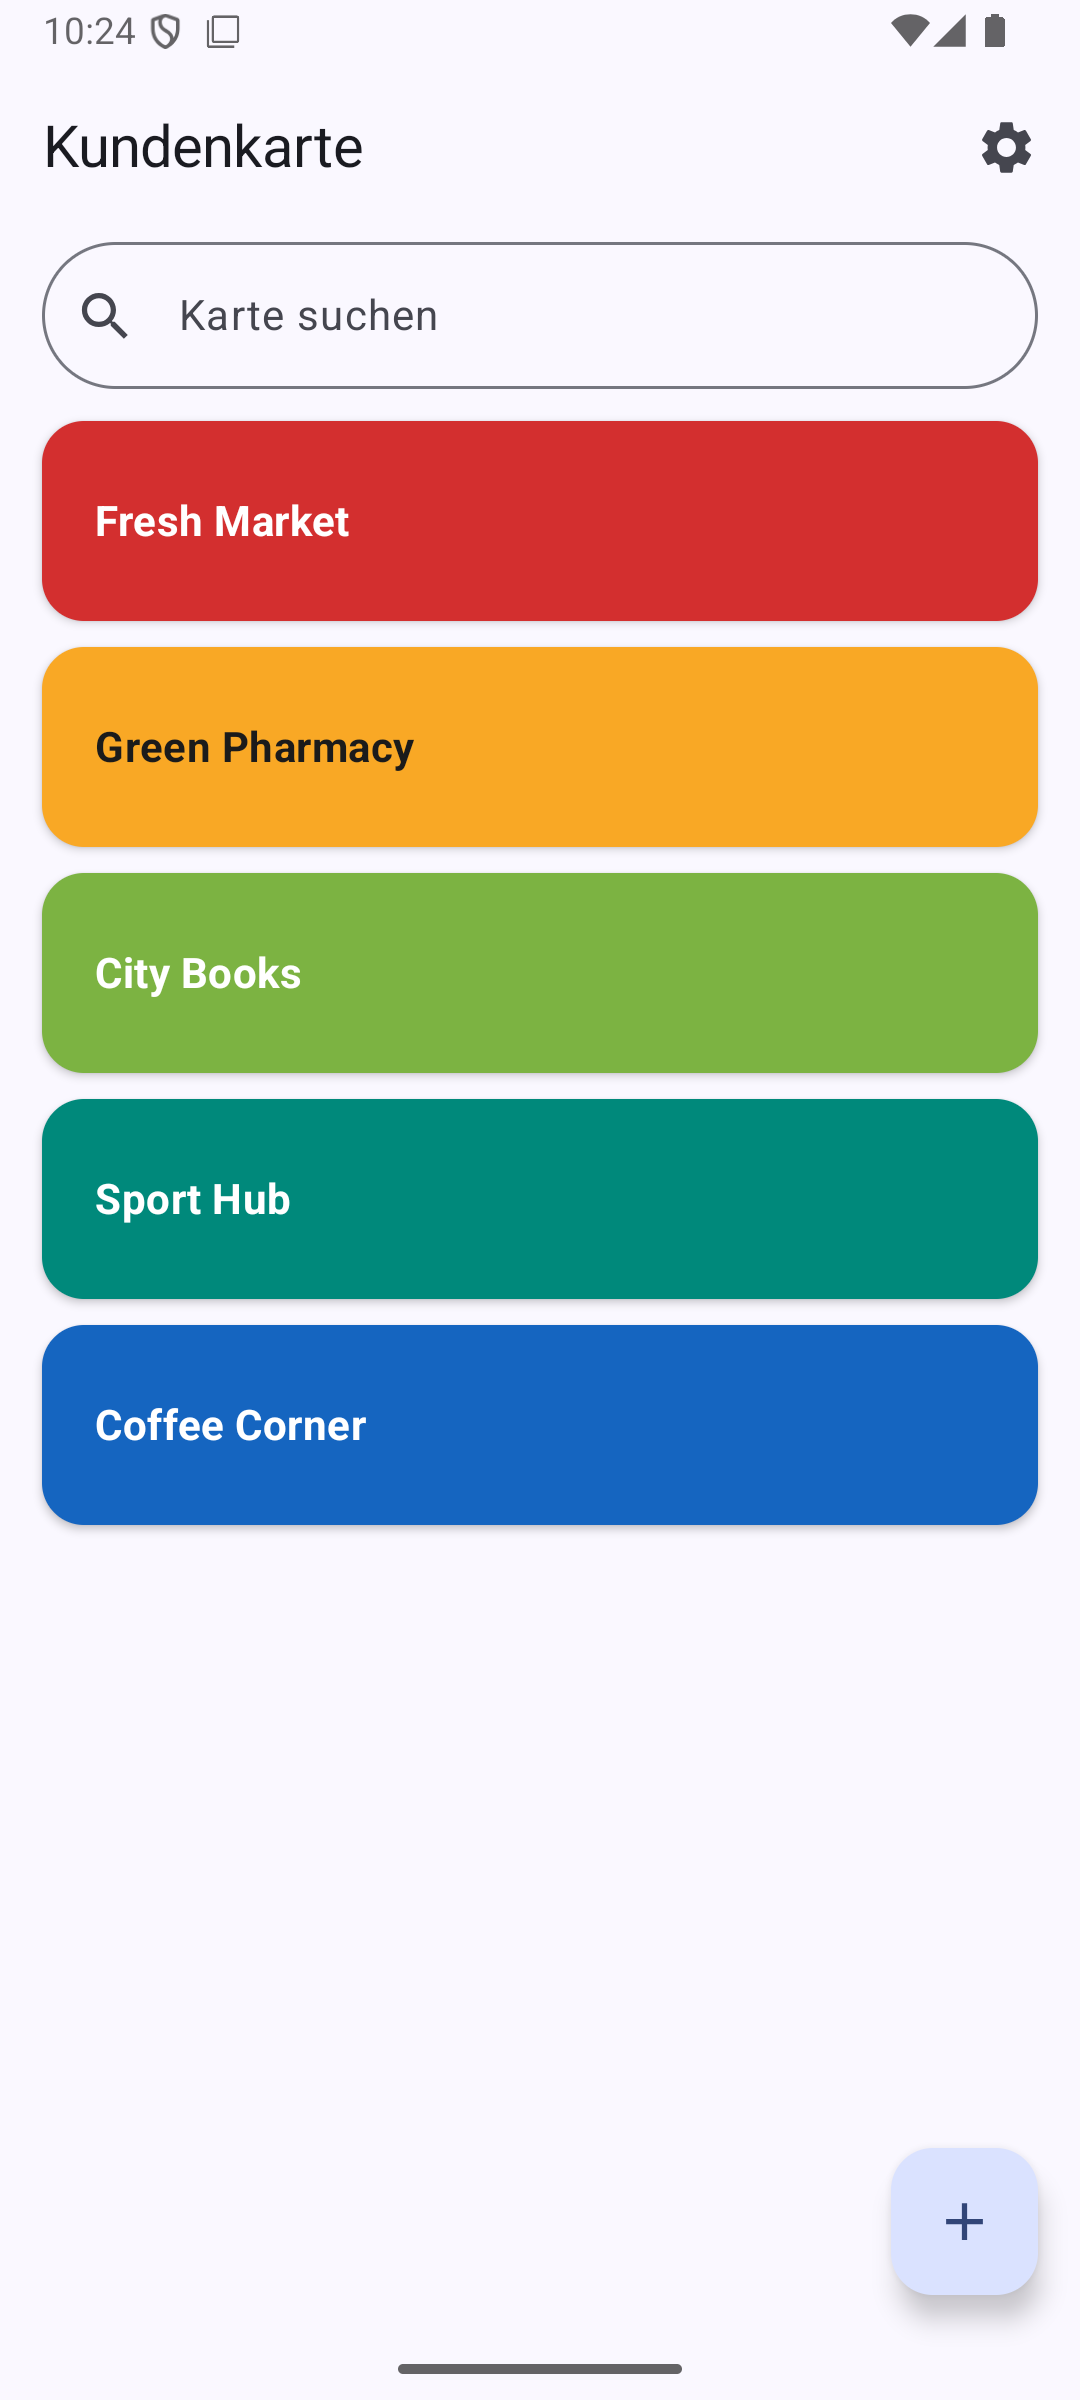 10:24
Kundenkarte
Karte suchen
Fresh Market
Green Pharmacy
City Books
Sport Hub
Coffee Corner